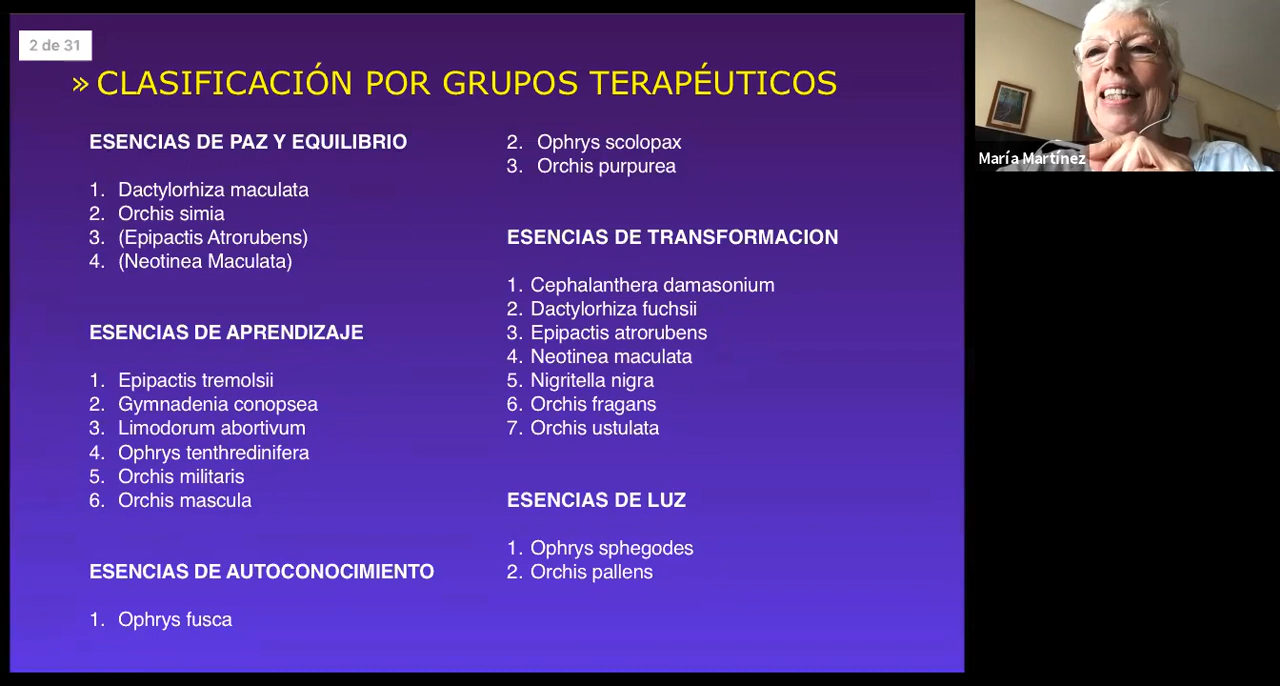 2 de 31
» CLASIFICACIÓN POR GRUPOS TERAPÉUTICOS
ESENCIAS DE PAZ Y EQUILIBRIO
1. Dactylorhiza maculata
2. Orchis simia
3. (Epipactis Atrorubens)
4. (Neotinea Maculata)
ESENCIAS DE APRENDIZAJE
1. Epipactis tremolsii
2. Gymnadenia conopsea
3. Limodorum abortivum
4. Ophrys tenthredinifera
5. Orchis militaris
6. Orchis mascula
ESENCIAS DE AUTOCONOCIMIENTO
1. Ophrys fusca
2. Ophrys scolopax
3. Orchis purpurea
ESENCIAS DE TRANSFORMACION
1. Cephalanthera damasonium
2. Dactylorhiza fuchsii
3. Epipactis atrorubens
4. Neotinea maculata
5. Nigritella nigra
6. Orchis fragans
7. Orchis ustulata
ESENCIAS DE LUZ
1. Ophrys sphegodes
2. Orchis pallens
María Martínez